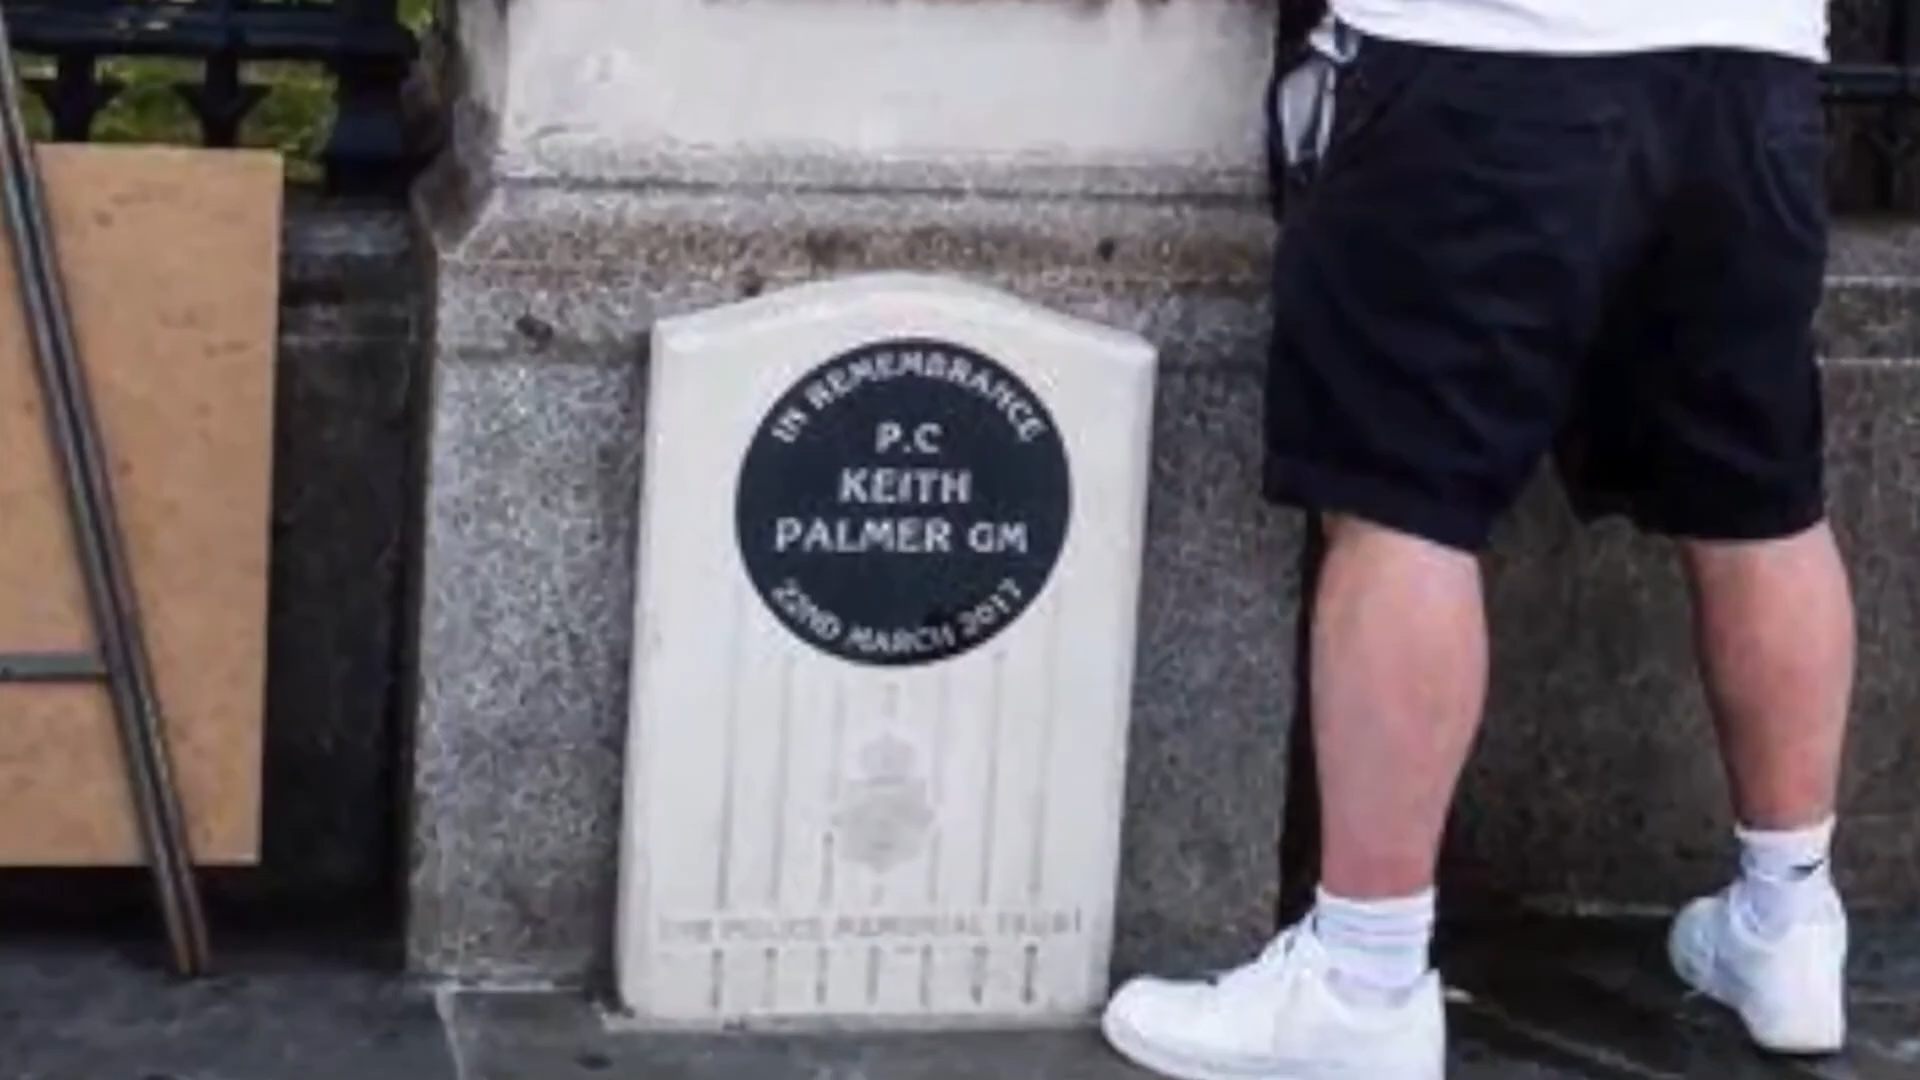 IN REMEMBRANCE
P.C
KEITH
PALMER GM
22ND MARCH 2017
THE POLICE MEMORIAL TRUST